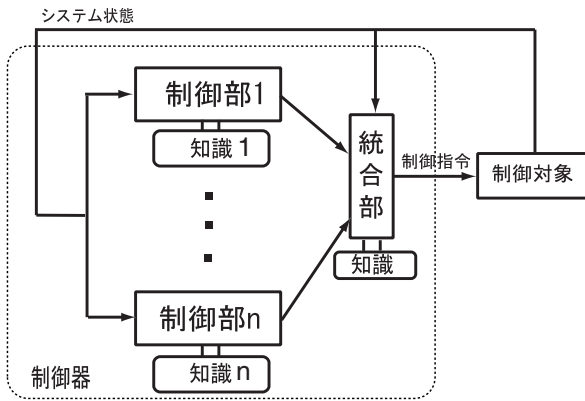 システム状態
制御部1
知識1
統合部
制御指令
制御対象
知識
制御部n
知識n
制御器